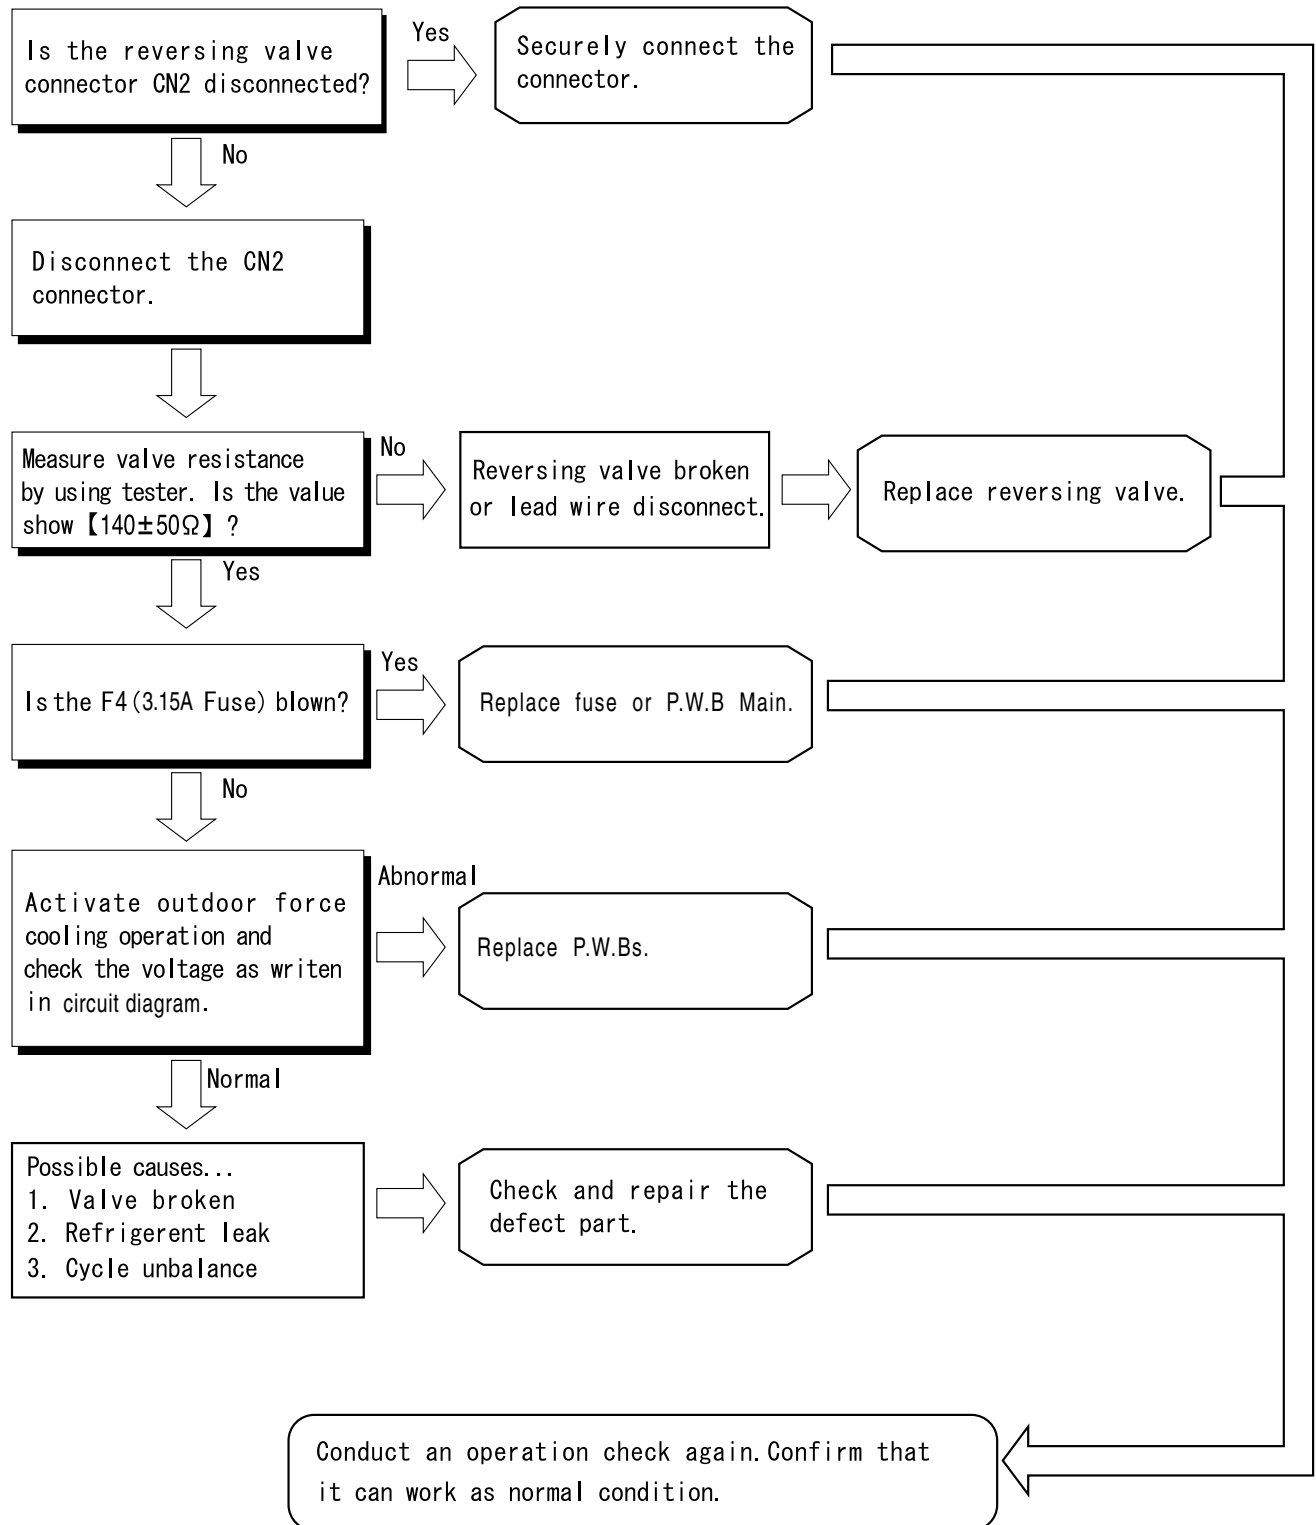 Is the reversing valve
connector CN2 disconnected?
Yes
Securely connect the
connector.
No
Disconnect the CN2
connector.
Measure valve resistance
by using tester. Is the value
show【140±50Ω】?
No
Reversing valve broken
or lead wire disconnect.
Replace reversing valve.
Yes
Is the F4 (3.15A Fuse) blown?
Yes
Replace fuse or P.W.B Main.
No
Activate outdoor force
cooling operation and
check the voltage as writen
in circuit diagram.
Abnormal
Replace P.W.Bs.
Normal
Possible causes...
1. Valve broken
2. Refrigerent leak
3. Cycle unbalance
Check and repair the
defect part.
Conduct an operation check again. Confirm that
it can work as normal condition.